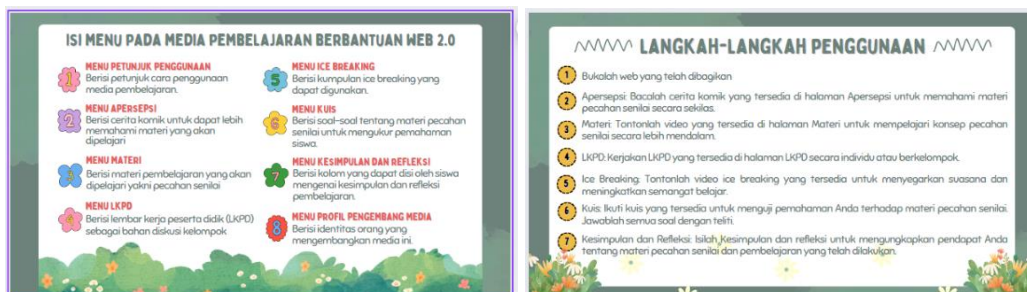 ISI MENU PADA MEDIA PEMBELAJARAN BERBANTUAN WEB 2.0
1
MENU PETUNJUK PENGGUNAAN
Berisi petunjuk cara penggunaan
media pembelajaran.
2
MENU APERSEPSI
Berisi cerita komik untuk dapat lebih
memahami materi yang akan
dipelajari
3
MENU MATERI
Berisi materi pembelajaran yang akan
dipelajari yakni pecahan senilai
4
MENU LKPD
Berisi lembar kerja peserta didik (LKPD)
sebagai bahan diskusi kelompok
5
MENU ICE BREAKING
Berisi kumpulan ice breaking yang
dapat digunakan.
6
MENU KUIS
Berisi soal-soal tentang materi pecahan
senilai untuk mengukur pemahaman
siswa.
7
MENU KESIMPULAN DAN REFLEKSI
Berisi kolom yang dapat disi oleh siswa
mengenai kesimpulan dan refleksi
pembelajaran.
8
MENU PROFIL PENGEMBANG MEDIA
Berisi identitas orang yang
mengembangkan media ini.
LANGKAH-LANGKAH PENGGUNAAN
1 Bukalah web yang telah dibagikan
2 Apersepsi: Bacalah cerita komik yang tersedia di halaman Apersepsi untuk memahami materi
pecahan senilai secara sekilas.
3 Materi: Tontonlah video yang tersedia di halaman Materi untuk mempelajari konsep pecahan
senilai secara lebih mendalam.
4 LKPD: Kerjakan LKPD yang tersedia di halaman LKPD secara individu atau berkelompok.
5 Ice Breaking: Tontonlah video ice breaking yang tersedia untuk menyegarkan suasana dan
meningkatkan semangat belajar.
6 Kuis: Ikuti kuis yang tersedia untuk menguji pemahaman Anda terhadap materi pecahan senilai.
Jawablah semua soal dengan teliti.
7 Kesimpulan dan Refleksi: Isilah Kesimpulan dan refleksi untuk mengungkapkan pendapat Anda
tentang materi pecahan senilai dan pembelajaran yang telah dilakukan.